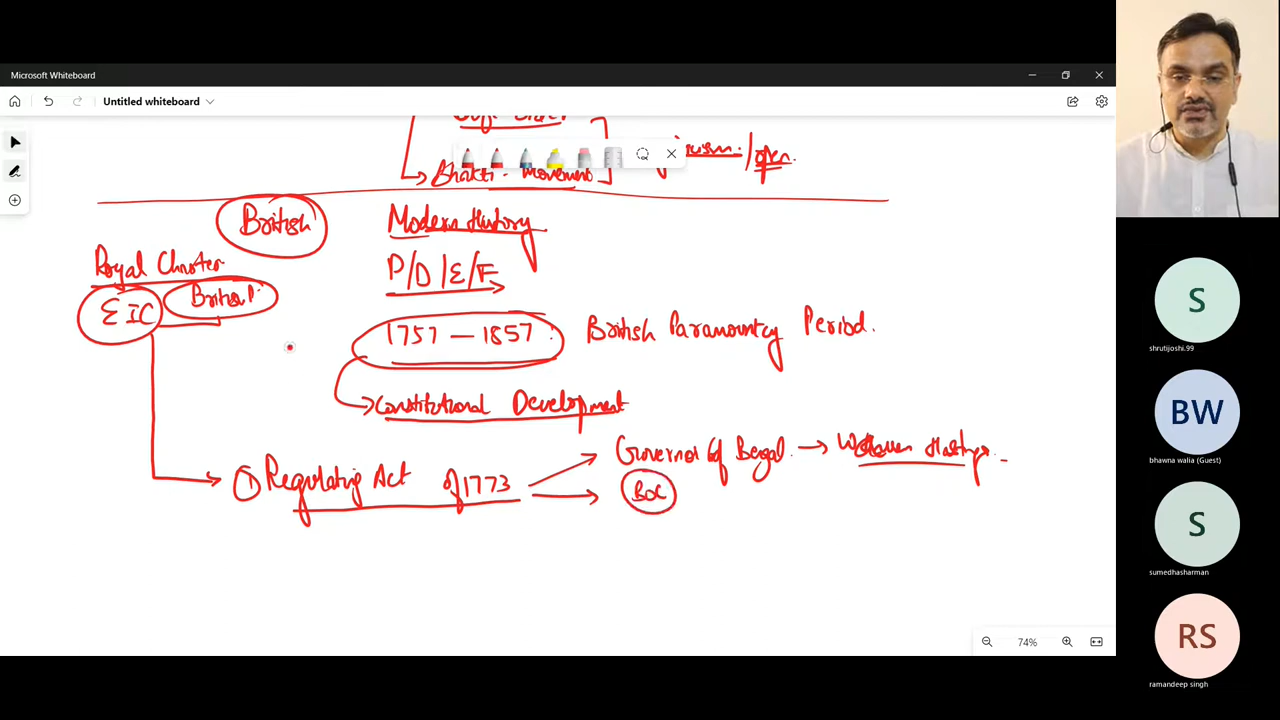 Microsoft Whiteboard
Untitled whiteboard
Bhakti - Movement
/open.
British
Modern History
Royal Charter
P/D/E/F
EIC
British P.
1757 — 1857
British Paramountcy Period.
Constitutional Development
① Regulating Act of 1773
Governor of Bengal. → Warren Hastings.
BOC
74%
S
shrutijoshi.99
BW
bhawna walia (Guest)
S
sumedhasharman
RS
ramandeep singh